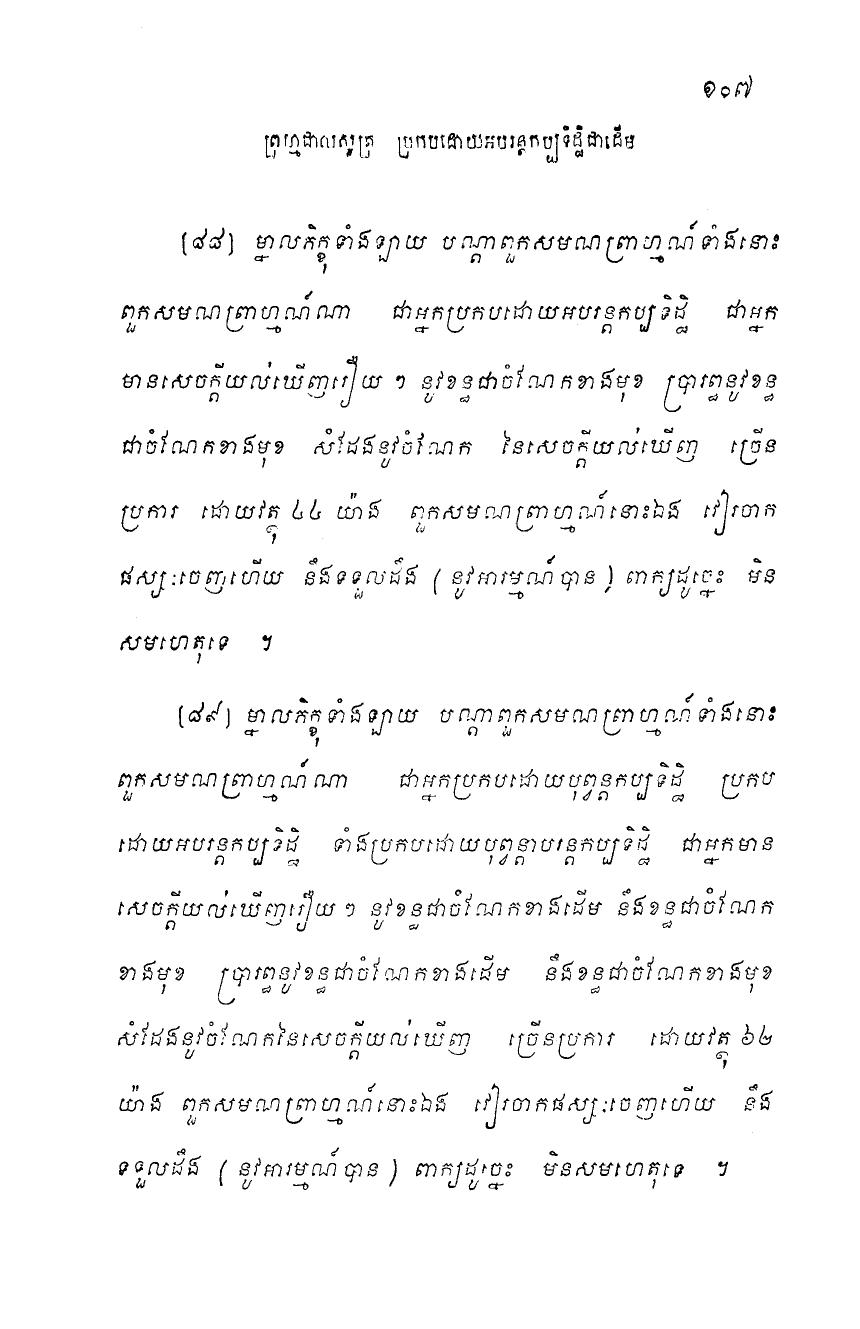 ១០៧
ព្រហ្មជាលសូត្រ ប្រកបដោយអបរន្តកប្បទិដ្ឋិជាដើម
[៨៨] ម្នាលភិក្ខុទាំងឡាយ បណ្តាពួកសមណព្រាហ្មណ៍ទាំងនោះ
ពួកសមណព្រាហ្មណ៍ណា ជាអ្នកប្រកបដោយអបរន្តកប្បទិដ្ឋិ ជាអ្នក
មានសេចក្តីយល់ឃើញរឿយ ៗ នូវខន្ធជាចំណែកខាងមុខ ប្រារព្ធនូវខន្ធ
ជាចំណែកខាងមុខ សំដែងនូវចំណែក នៃសេចក្តីយល់ឃើញ ច្រើន
ប្រការ ដោយវត្ថុ ៤៤ យ៉ាង ពួកសមណព្រាហ្មណ៍នោះឯង វៀរចាក
ផស្សៈចេញហើយ នឹងទទួលដឹង (នូវអារម្មណ៍បាន) ពាក្យដូច្នេះ មិន
សមហេតុទេ ។
[៨៩] ម្នាលភិក្ខុទាំងឡាយ បណ្តាពួកសមណព្រាហ្មណ៍ទាំងនោះ
ពួកសមណព្រាហ្មណ៍ណា ជាអ្នកប្រកបដោយបុព្វន្តកប្បទិដ្ឋិ ប្រកប
ដោយអបរន្តកប្បទិដ្ឋិ ទាំងប្រកបដោយបុព្វន្តាបរន្តកប្បទិដ្ឋិ ជាអ្នកមាន
សេចក្តីយល់ឃើញរឿយ ៗ នូវខន្ធជាចំណែកខាងដើម នឹងខន្ធជាចំណែក
ខាងមុខ ប្រារព្ធនូវខន្ធជាចំណែកខាងដើម នឹងខន្ធជាចំណែកខាងមុខ
សំដែងនូវចំណែកនៃសេចក្តីយល់ឃើញ ច្រើនប្រការ ដោយវត្ថុ ៦២
យ៉ាង ពួកសមណព្រាហ្មណ៍នោះឯង វៀរចាកផស្សៈចេញហើយ នឹង
ទទួលដឹង (នូវអារម្មណ៍បាន) ពាក្យដូច្នេះ មិនសមហេតុទេ ។